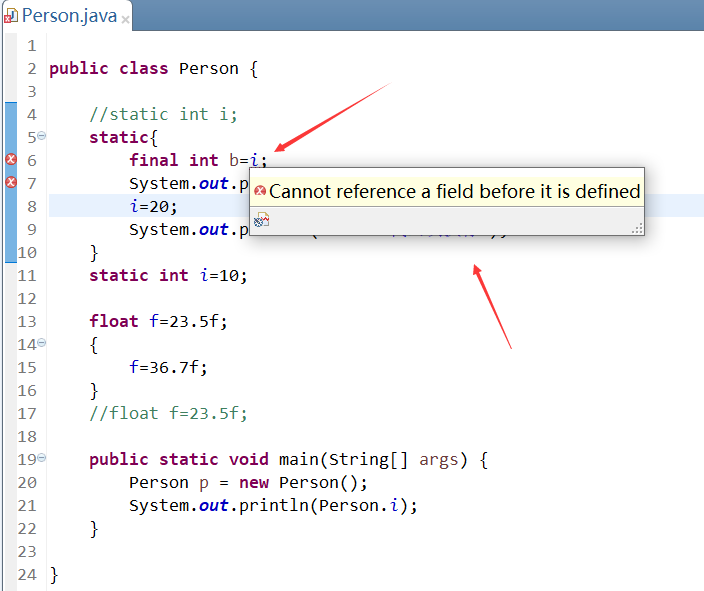 Person.java
1
2 public class Person {
3
4 //static int i;
5 static{
6 final int b=i;
7 System.out.p
Cannot reference a field before it is defined
8 i=20;
9 System.out.p
10 }
11 static int i=10;
12
13 float f=23.5f;
14 {
15 f=36.7f;
16 }
17 //float f=23.5f;
18
19 public static void main(String[] args) {
20 Person p = new Person();
21 System.out.println(Person.i);
22 }
23
24 }